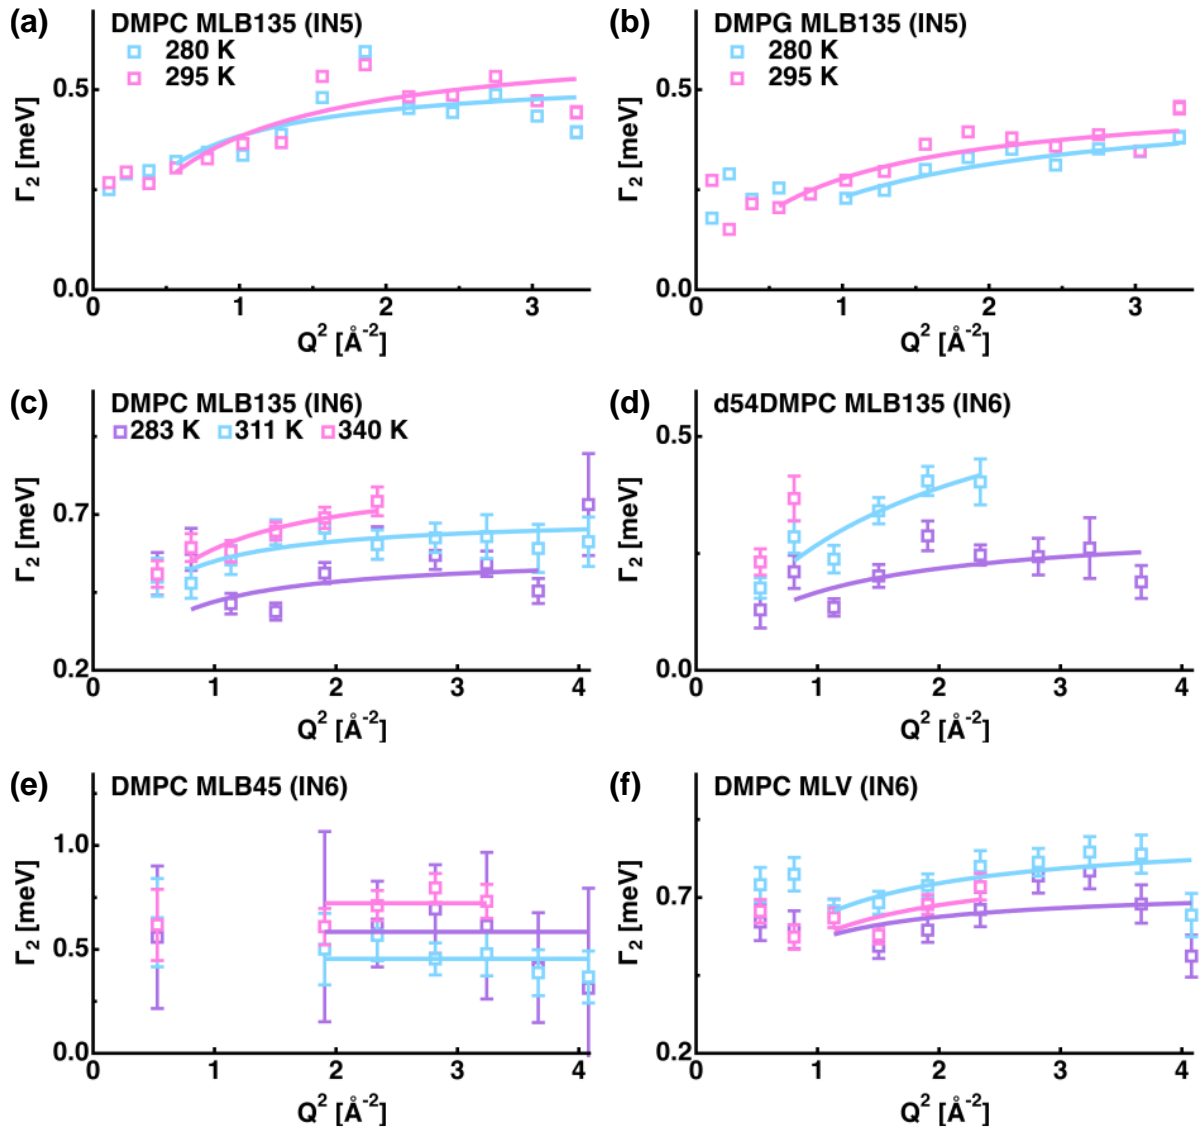 (a)
DMPC MLB135 (IN5)
280 K
295 K
Γ2 [meV]
0.5
0.0
0 1 2 3
Q² [Å⁻²]
(b)
DMPG MLB135 (IN5)
280 K
295 K
Γ2 [meV]
0.5
0.0
0 1 2 3
Q² [Å⁻²]
(c)
DMPC MLB135 (IN6)
283 K 311 K 340 K
Γ2 [meV]
0.7
0.2
0 1 2 3 4
Q² [Å⁻²]
(d)
d54DMPC MLB135 (IN6)
Γ2 [meV]
0.5
0.0
0 1 2 3 4
Q² [Å⁻²]
(e)
DMPC MLB45 (IN6)
Γ2 [meV]
1.0
0.5
0.0
0 1 2 3 4
Q² [Å⁻²]
(f)
DMPC MLV (IN6)
Γ2 [meV]
0.7
0.2
0 1 2 3 4
Q² [Å⁻²]